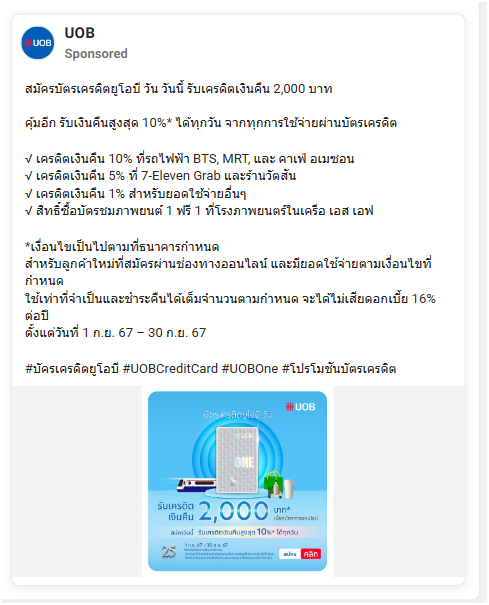 UOB
UOB
Sponsored
สมัครบัตรเครดิตยูโอบี วัน วันนี้ รับเครดิตเงินคืน 2,000 บาท
คุ้มอีก รับเงินคืนสูงสุด 10%* ได้ทุกวัน จากทุกการใช้จ่ายผ่านบัตรเครดิต
√ เครดิตเงินคืน 10% ที่รถไฟฟ้า BTS, MRT, และ คาเฟ่ อเมซอน
√ เครดิตเงินคืน 5% ที่ 7-Eleven Grab และร้านวัตสัน
√ เครดิตเงินคืน 1% สำหรับยอดใช้จ่ายอื่นๆ
√ สิทธิ์ซื้อบัตรชมภาพยนต์ 1 ฟรี 1 ที่โรงภาพยนตร์ในเครือ เอส เอฟ
*เงื่อนไขเป็นไปตามที่ธนาคารกำหนด
สำหรับลูกค้าใหม่ที่สมัครผ่านช่องทางออนไลน์ และมียอดใช้จ่ายตามเงื่อนไขที่
กำหนด
ใช้เท่าที่จำเป็นและชำระคืนได้เต็มจำนวนตามกำหนด จะได้ไม่เสียดอกเบี้ย 16%
ต่อปี
ตั้งแต่วันที่ 1 ก.ย. 67 – 30 ก.ย. 67
#บัครเครดิตยูโอบี #UOBCreditCard #UOBOne #โปรโมชันบัตรเครดิต
UOB
บัตรเครดิตยูโอบี วัน
ONE
รับเครดิต
เงินคืน 2,000 บาท*
สมัครวันนี้ รับเครดิตเงินคืนสูงสุด 10%* ได้ทุกวัน
25
1 ก.ย. 67 - 30 ก.ย. 67
สมัคร คลิก